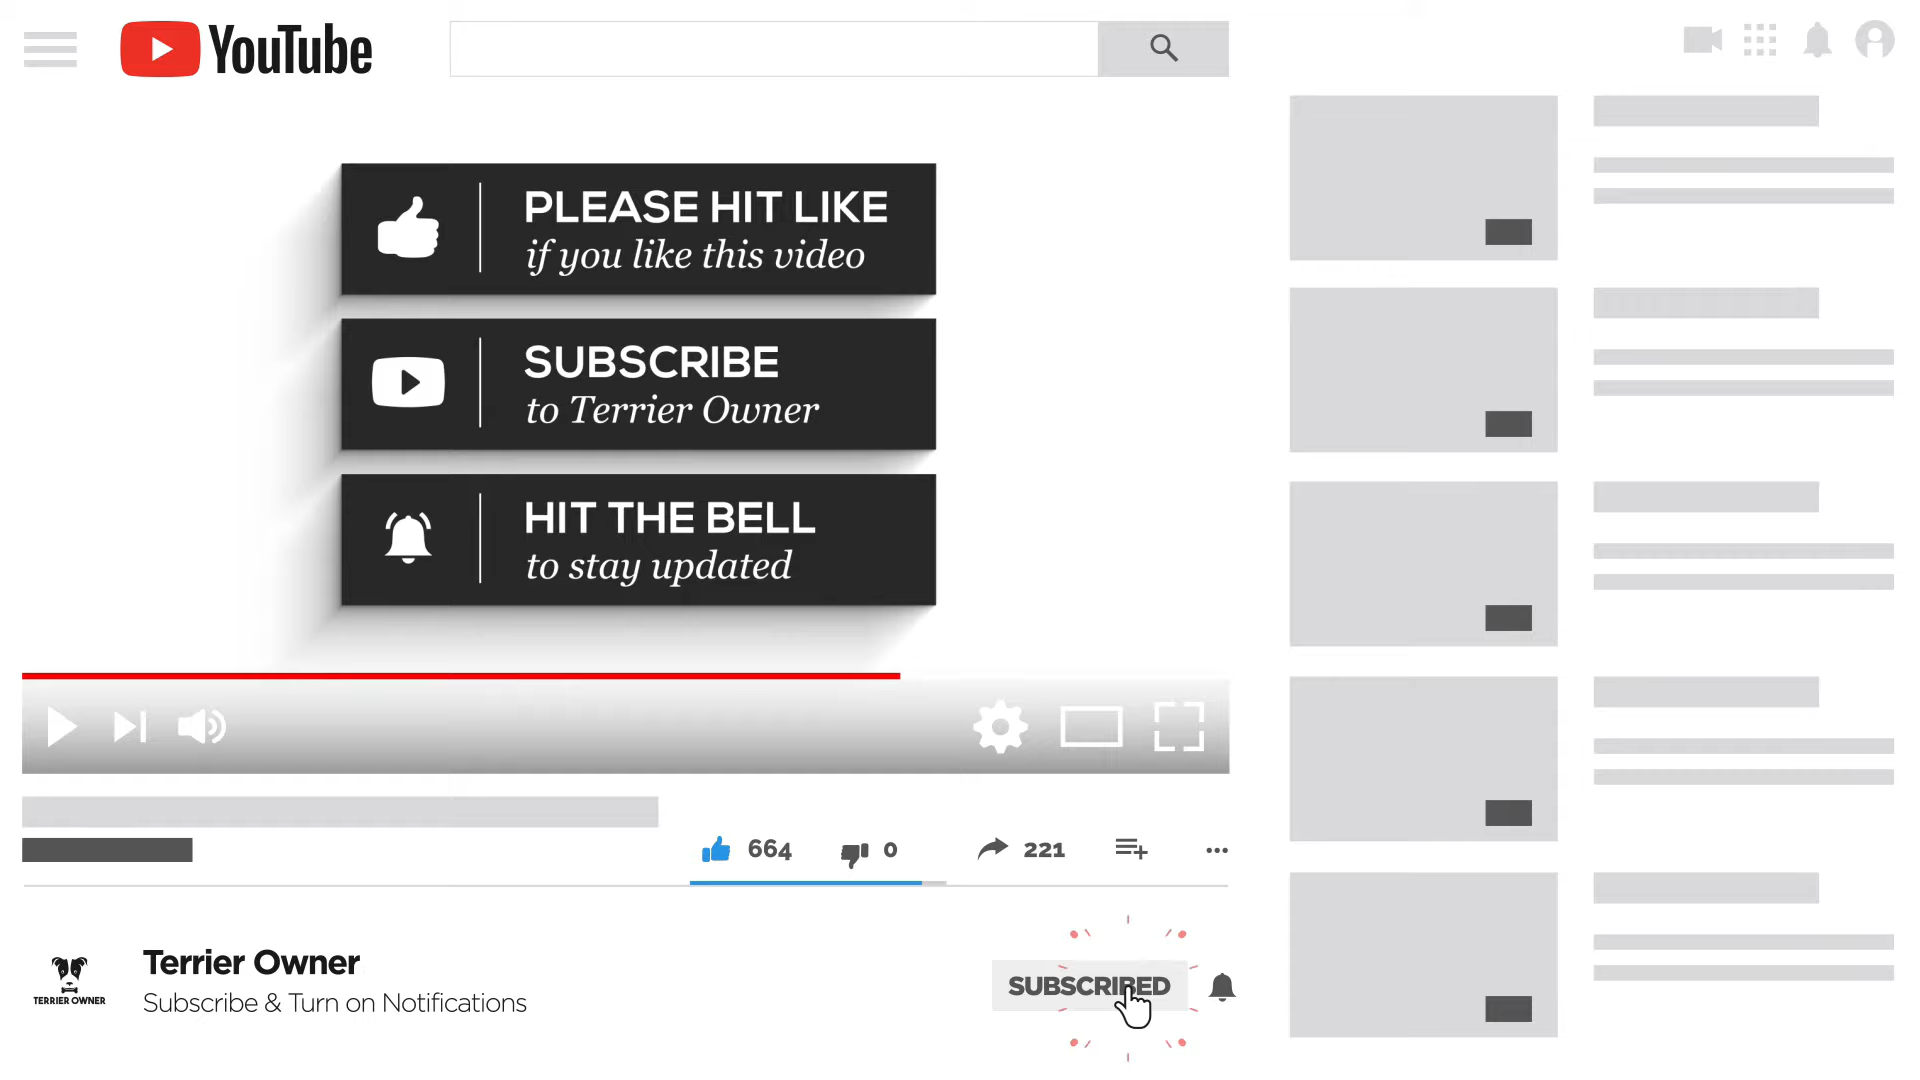 YouTube
PLEASE HIT LIKE
if you like this video
SUBSCRIBE
to Terrier Owner
HIT THE BELL
to stay updated
664
0
221
Terrier Owner
Subscribe & Turn on Notifications
TERRIER OWNER
SUBSCRIBED